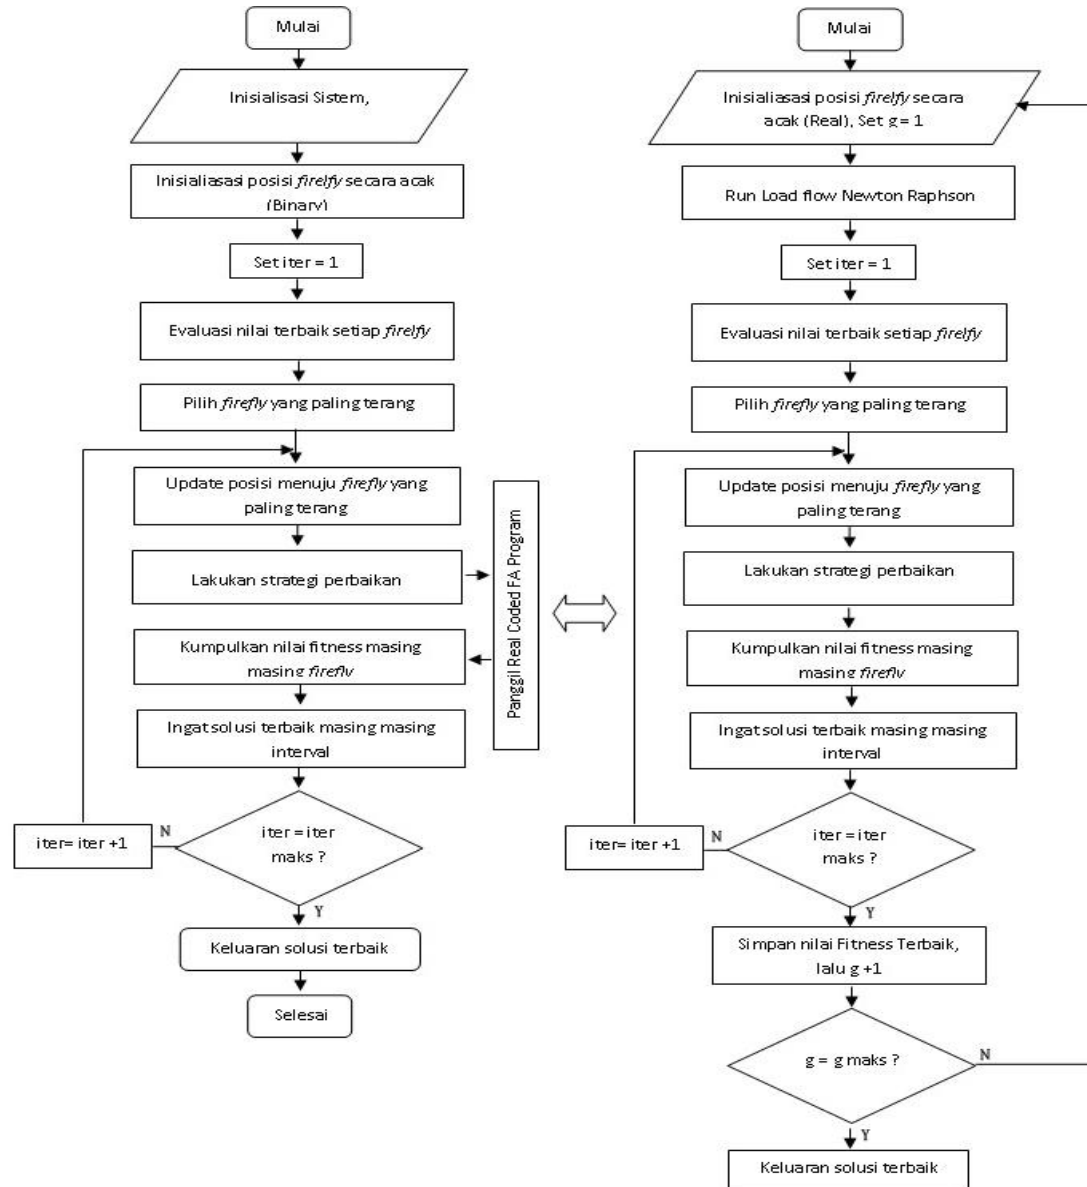 Mulai
Inisialisasi Sistem,
Inisialiasasi posisi firelfy secara acak
(Binary)
Set iter = 1
Evaluasi nilai terbaik setiap firelfy
Pilih firefly yang paling terang
Update posisi menuju firefly yang
paling terang
Lakukan strategi perbaikan
Panggil Real Coded FA Program
Kumpulkan nilai fitness masing
masing firefly
Ingat solusi terbaik masing masing
interval
iter = iter
maks ?
N
iter= iter +1
Y
Keluaran solusi terbaik
Selesai
Mulai
Inisialiasasi posisi firelfy secara
acak (Real), Set g = 1
Run Load flow Newton Raphson
Set iter = 1
Evaluasi nilai terbaik setiap firelfy
Pilih firefly yang paling terang
Update posisi menuju firefly yang
paling terang
Lakukan strategi perbaikan
Kumpulkan nilai fitness masing
masing firefly
Ingat solusi terbaik masing masing
interval
iter = iter
maks ?
N
iter= iter +1
Y
Simpan nilai Fitness Terbaik,
lalu g +1
g = g maks ?
N
Y
Keluaran solusi terbaik